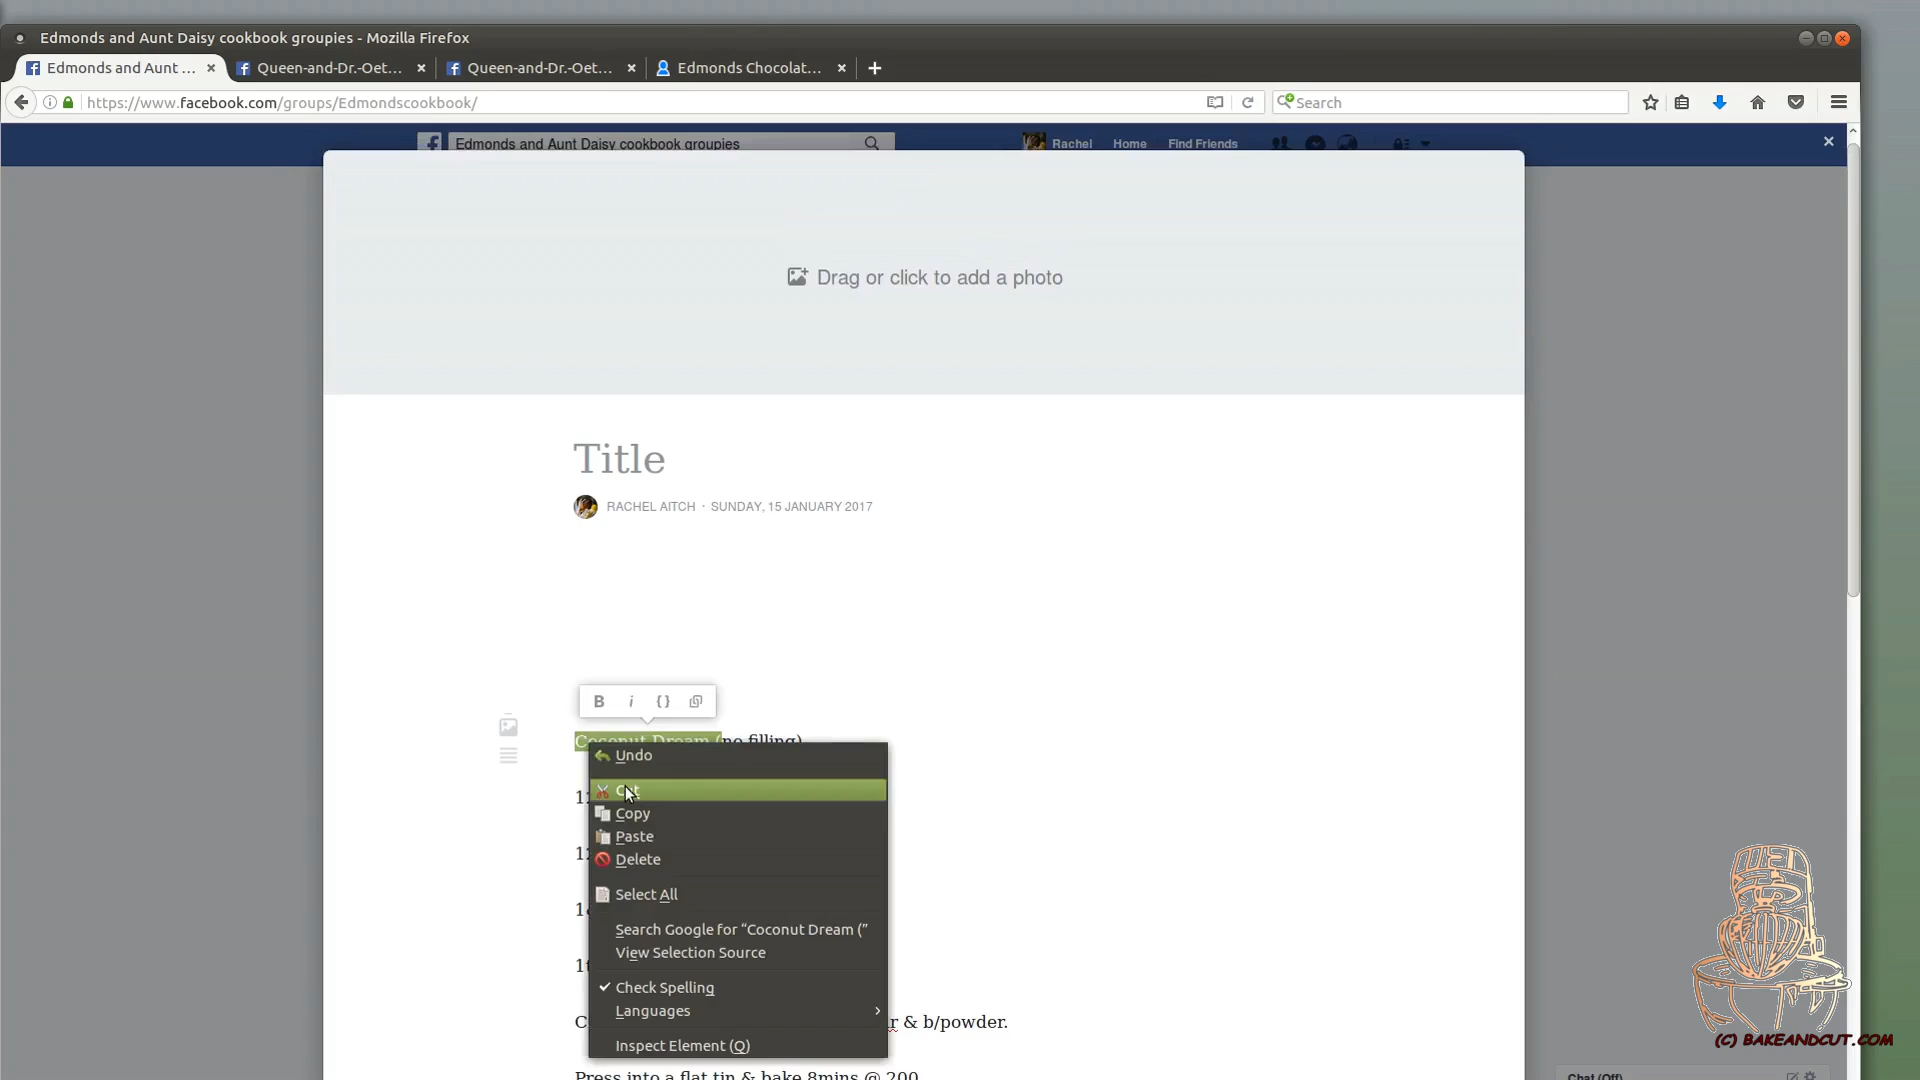 Edmonds and Aunt Daisy cookbook groupies - Mozilla Firefox
Edmonds and Aunt ...
Queen-and-Dr.-Oet...
Queen-and-Dr.-Oet...
Edmonds Chocolat...
https://www.facebook.com/groups/Edmondscookbook/
Search
Edmonds and Aunt Daisy cookbook groupies
Rachel
Home
Find Friends
Drag or click to add a photo
Title
RACHEL AITCH · SUNDAY, 15 JANUARY 2017
B i {}
Coconut Dream (no filling)
Undo
Cut
Copy
Paste
Delete
Select All
Search Google for “Coconut Dream (”
View Selection Source
Check Spelling
Languages
& b/powder.
Inspect Element (Q)
Press into a flat tin & bake 8mins @ 200
Chat (Off)
(C) BAKEANDCUT.COM